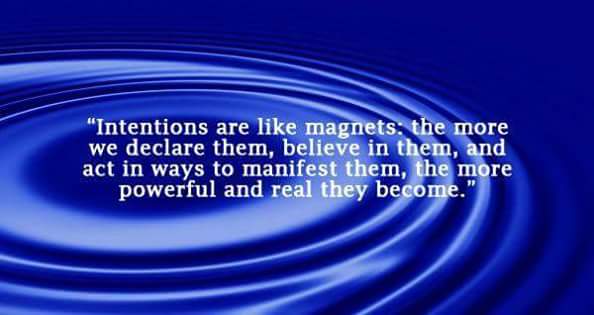 “Intentions are like magnets: the more
we declare them, believe in them, and
act in ways to manifest them, the more
powerful and real they become.”